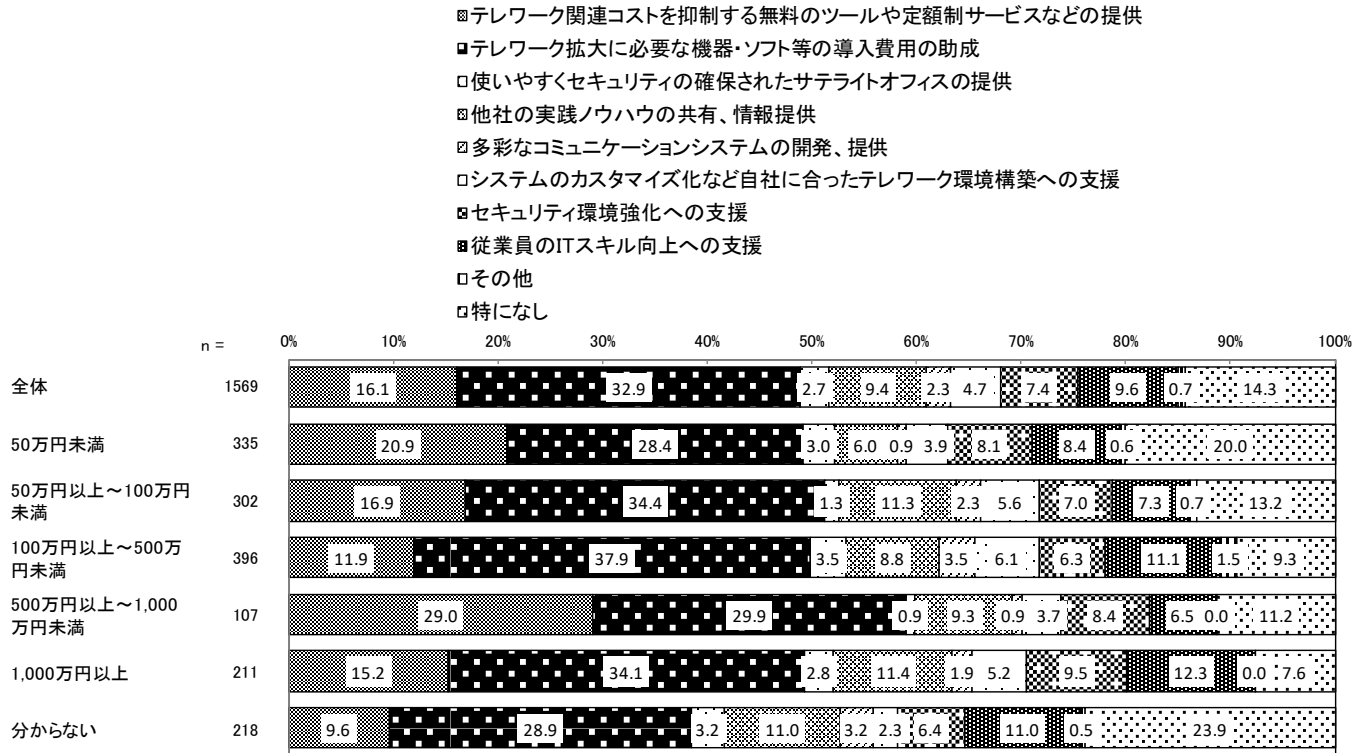 テレワーク関連コストを抑制する無料のツールや定額制サービスなどの提供
テレワーク拡大に必要な機器・ソフト等の導入費用の助成
使いやすくセキュリティの確保されたサテライトオフィスの提供
他社の実践ノウハウの共有、情報提供
多彩なコミュニケーションシステムの開発、提供
システムのカスタマイズ化など自社に合ったテレワーク環境構築への支援
セキュリティ環境強化への支援
従業員のITスキル向上への支援
その他
特になし
n = 0% 10% 20% 30% 40% 50% 60% 70% 80% 90% 100%
全体 1569 16.1 32.9 2.7 9.4 2.3 4.7 7.4 9.6 0.7 14.3
50万円未満 335 20.9 28.4 3.0 6.0 0.9 3.9 8.1 8.4 0.6 20.0
50万円以上～100万円
未満 302 16.9 34.4 1.3 11.3 2.3 5.6 7.0 7.3 0.7 13.2
100万円以上～500万
円未満 396 11.9 37.9 3.5 8.8 3.5 6.1 6.3 11.1 1.5 9.3
500万円以上～1,000
万円未満 107 29.0 29.9 0.9 9.3 0.9 3.7 8.4 6.5 0.0 11.2
1,000万円以上 211 15.2 34.1 2.8 11.4 1.9 5.2 9.5 12.3 0.0 7.6
分からない 218 9.6 28.9 3.2 11.0 3.2 2.3 6.4 11.0 0.5 23.9